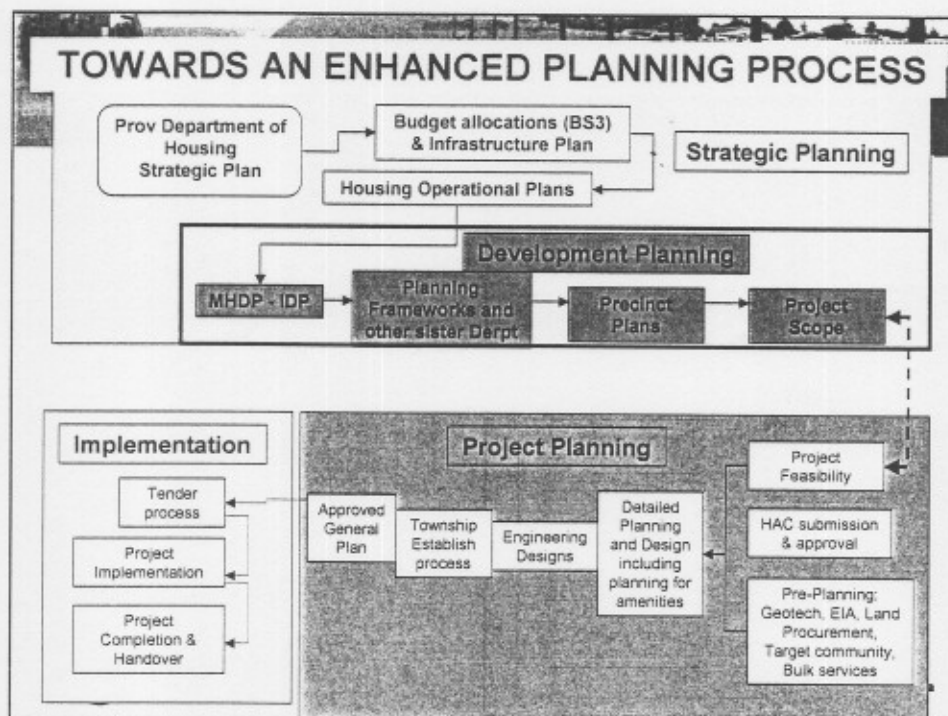 TOWARDS AN ENHANCED PLANNING PROCESS
Prov Department of
Housing
Strategic Plan
Budget allocations (BS3)
& Infrastructure Plan
Strategic Planning
Housing Operational Plans
Development Planning
MHDP - IDP
Planning
Frameworks and
other sister Derpt
Precinct
Plans
Project
Scope
Implementation
Tender
process
Project
Implementation
Project
Completion &
Handover
Project Planning
Approved
General
Plan
Township
Establish
process
Engineering
Designs
Detailed
Planning
and Design
including
planning for
amenities
Project
Feasibility
HAC submission
& approval
Pre-Planning:
Geotech, EIA, Land
Procurement,
Target community,
Bulk services